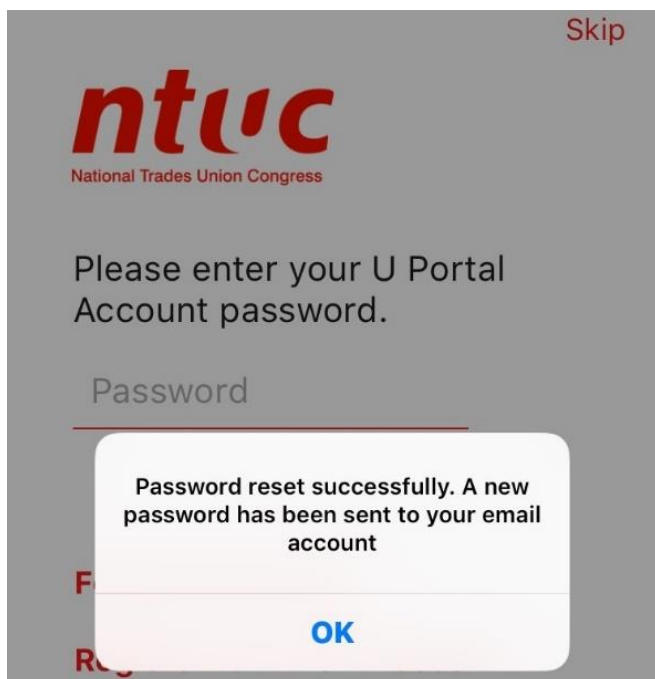 Skip
ntuc
National Trades Union Congress
Please enter your U Portal
Account password.
Password
Password reset successfully. A new
password has been sent to your email
account
OK